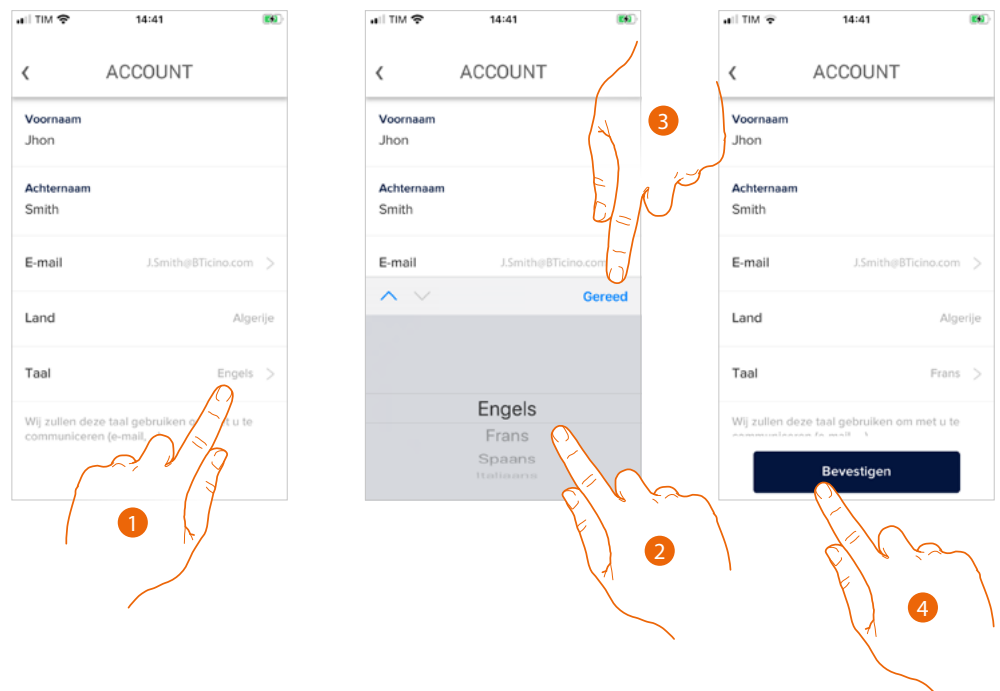 TIM 14:41
ACCOUNT
Voornaam
Jhon
Achternaam
Smith
E-mail J.Smith@BTicino.com
Land Algerije
Taal Engels
Wij zullen deze taal gebruiken t u te
communiceren (e-mail,
1
TIM 14:41
ACCOUNT
Voornaam
Jhon
Achternaam
Smith
E-mail J.Smith@BTicino.com
Gereed
Engels
Frans
Spaans
Italiaans
3
2
TIM 14:41
ACCOUNT
Voornaam
Jhon
Achternaam
Smith
E-mail J.Smith@BTicino.com
Land Algerije
Taal Frans
Wij zullen deze taal gebruiken om met u te
communiceren (e-mail, ...)
Bevestigen
4